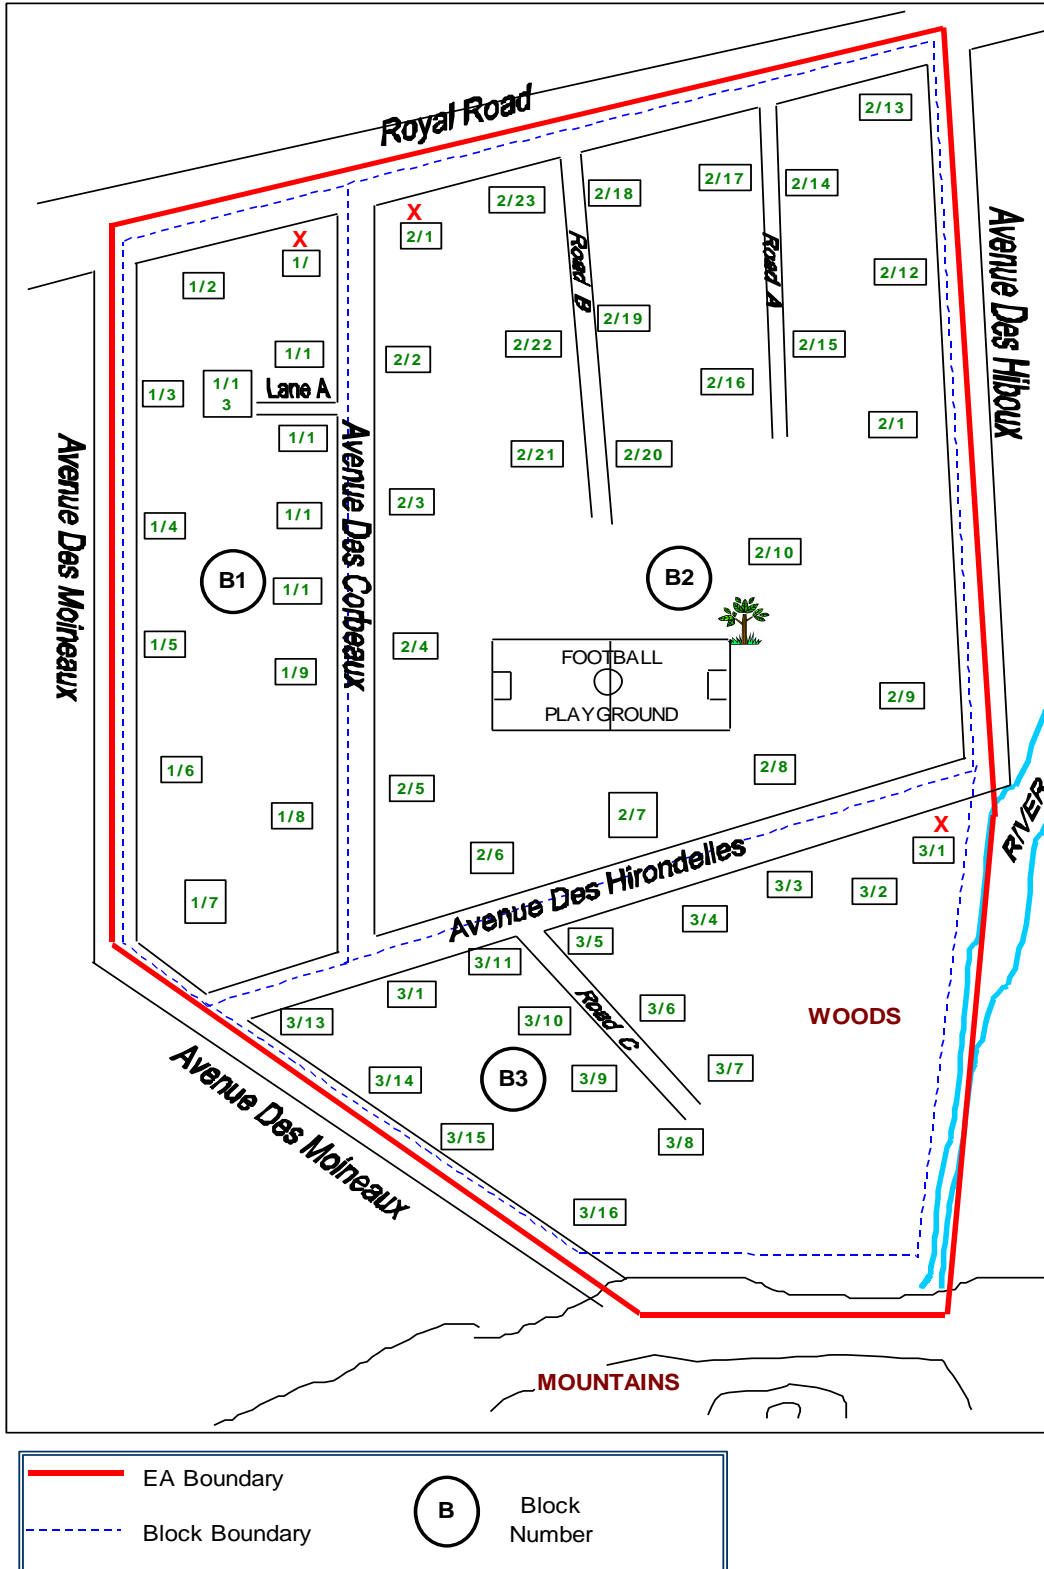 Royal Road
2/13
2/23
2/18
2/17
2/14
X
2/1
X
1/
1/2
Road B
Road A
2/12
Avenue Des Hiboux
2/19
2/22
2/15
1/1
2/2
2/16
1/3
1/1
3
Lane A
1/1
2/1
2/21
2/20
Avenue Des Moineaux
Avenue Des Corbeaux
1/4
1/1
2/3
2/10
B1
1/1
B2
1/5
2/4
FOOTBALL
PLAYGROUND
1/9
2/9
1/6
2/5
2/8
1/8
2/7
RIVER
X
3/1
2/6
Avenue Des Hirondelles
1/7
3/3
3/2
3/4
3/5
3/11
3/1
3/13
3/10
Road C
3/6
WOODS
3/14
B3
3/9
3/7
Avenue Des Moineaux
3/15
3/8
3/16
MOUNTAINS
EA Boundary
Block Boundary
B
Block
Number